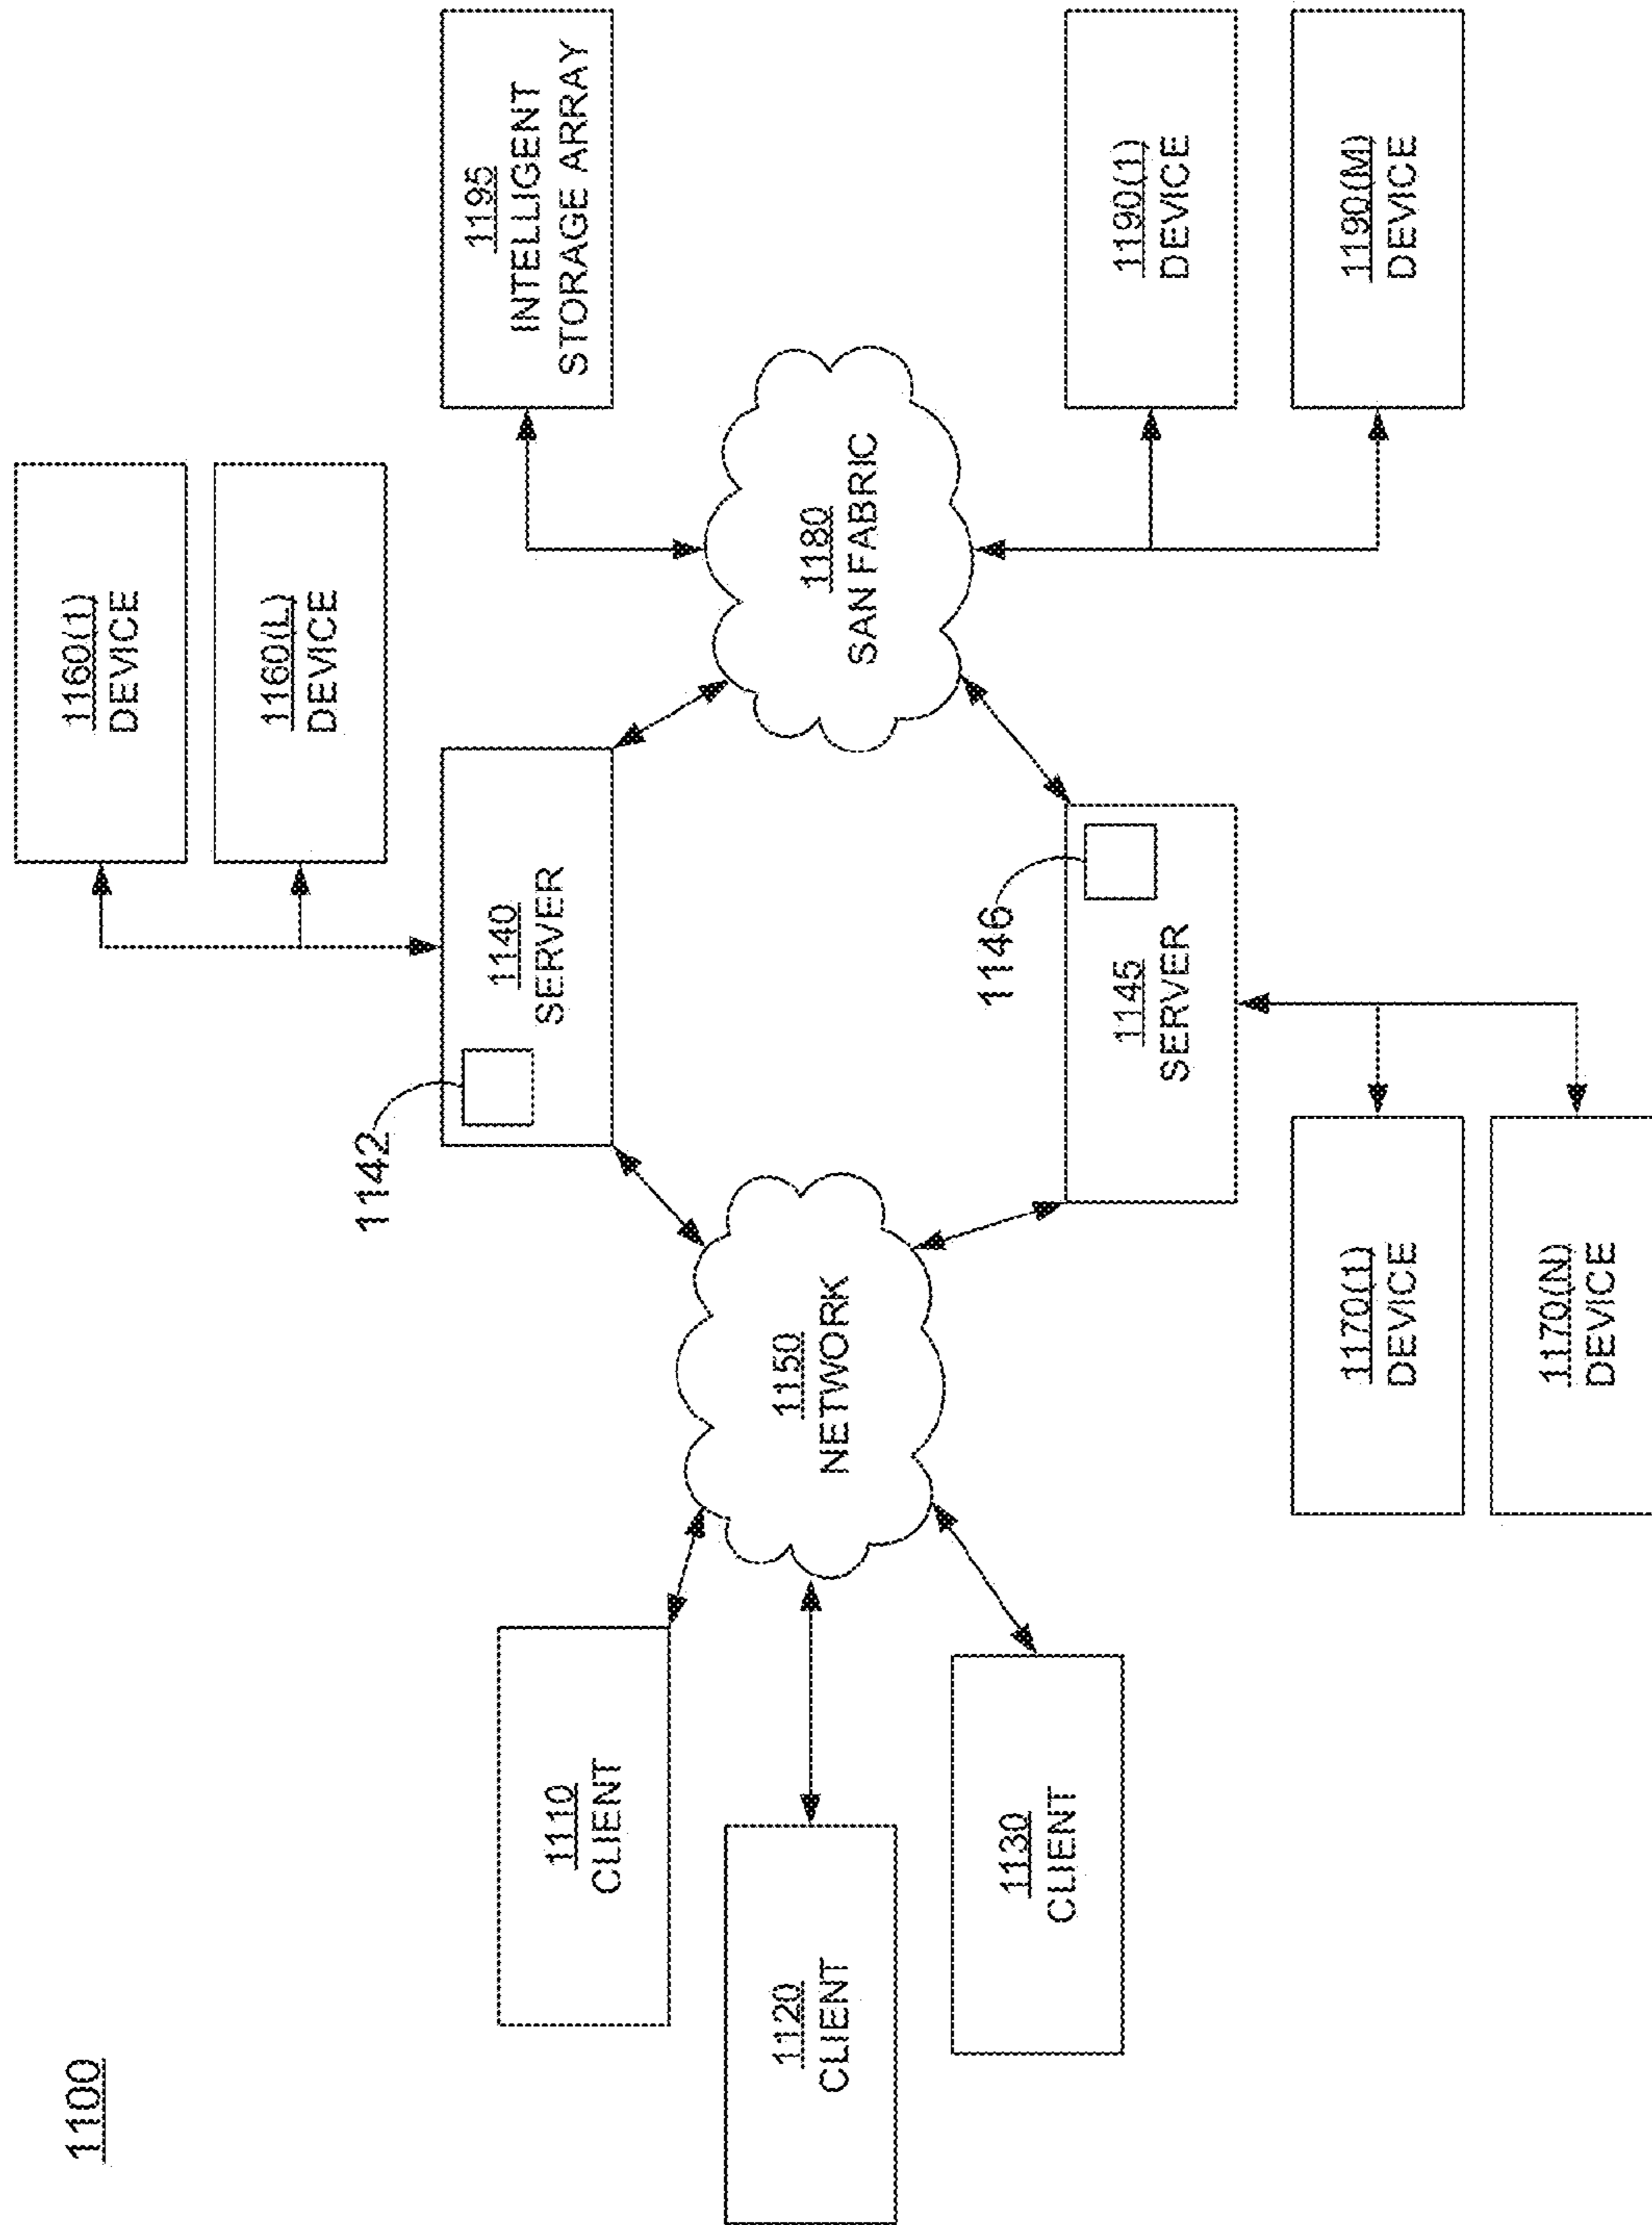 1100
1160(1)
DEVICE
1160(L)
DEVICE
1142
1140
SERVER
1195
INTELLIGENT
STORAGE ARRAY
1110
CLIENT
1120
CLIENT
1130
CLIENT
1150
NETWORK
1180
SAN FABRIC
1146
1145
SERVER
1190(1)
DEVICE
1190(M)
DEVICE
1170(1)
DEVICE
1170(N)
DEVICE